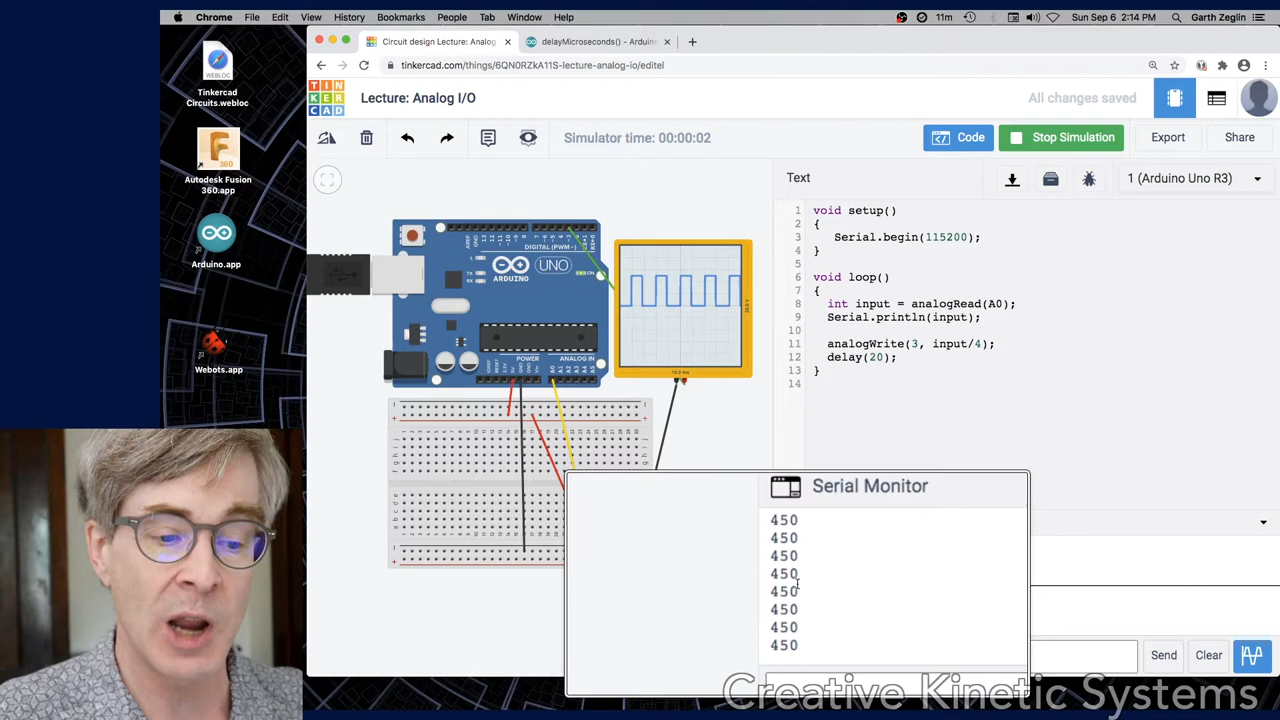 Chrome File Edit View History Bookmarks People Tab Window Help
11m
Sun Sep 6 2:14 PM
Garth Zeglin
Circuit design Lecture: Analog
delayMicroseconds() - Arduino
tinkercad.com/things/6QN0RZkA11S-lecture-analog-io/editel
WEBLOC
Tinkercad
Circuits.webloc
TIN
KER
CAD
Lecture: Analog I/O
All changes saved
Simulator time: 00:00:02
Code
Stop Simulation
Export
Share
F
360
Autodesk Fusion
360.app
Text
1 (Arduino Uno R3)
1 void setup()
2 {
3 Serial.begin(115200);
4 }
5
6 void loop()
7 {
8 int input = analogRead(A0);
9 Serial.println(input);
10
11 analogWrite(3, input/4);
12 delay(20);
13 }
14
Arduino.app
DIGITAL (PWM~)
UNO
ARDUINO
L
TX
RX
ON
POWER
ANALOG IN
Webots.app
Serial Monitor
450
450
450
450
450
450
450
450
Send
Clear
Creative Kinetic Systems